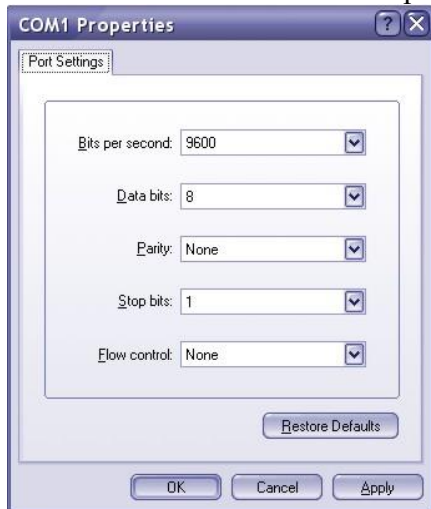 COM1 Properties
Port Settings
Bits per second: 9600
Data bits: 8
Parity: None
Stop bits: 1
Flow control: None
Restore Defaults
OK Cancel Apply